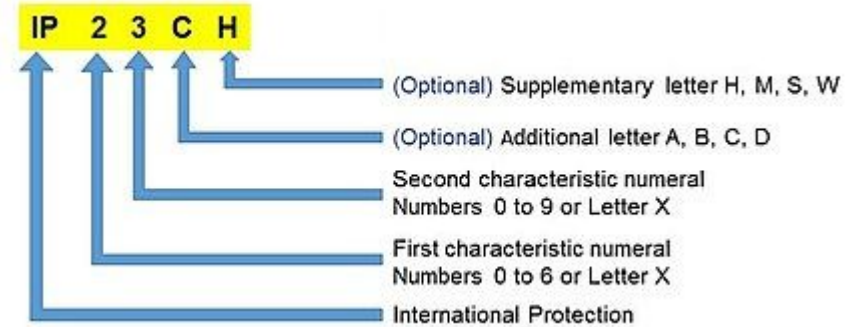 IP 2 3 C H
(Optional) Supplementary letter H, M, S, W
(Optional) Additional letter A, B, C, D
Second characteristic numeral
Numbers 0 to 9 or Letter X
First characteristic numeral
Numbers 0 to 6 or Letter X
International Protection